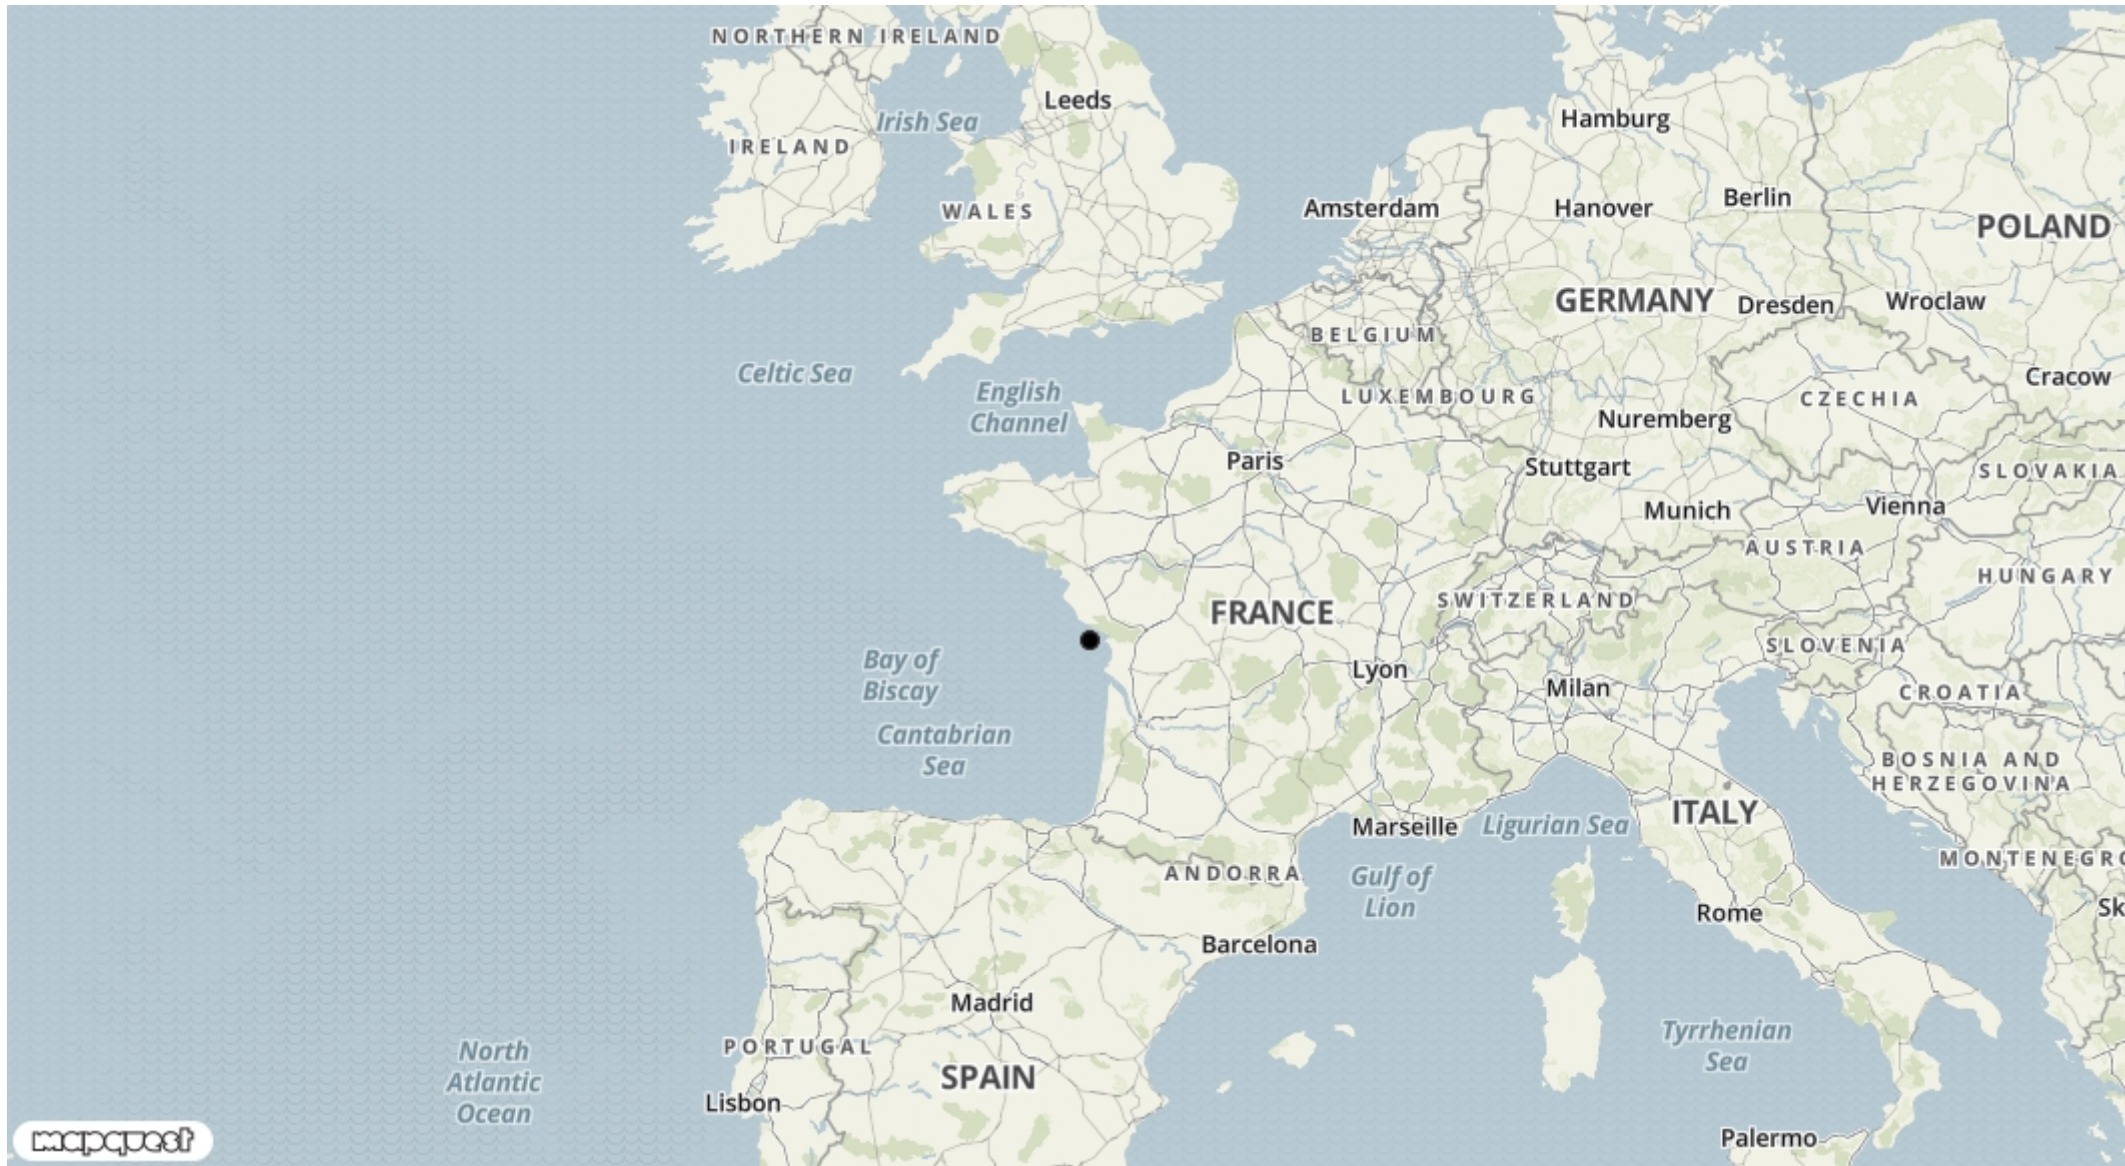 NORTHERN IRELAND
Leeds
Irish Sea
Hamburg
IRELAND
WALES
Amsterdam
Hanover
Berlin
POLAND
GERMANY
Dresden
Wroclaw
BELGIUM
Celtic Sea
English
Channel
LUXEMBOURG
Cracow
CZECHIA
Nuremberg
Paris
Stuttgart
SLOVAKIA
Munich
Vienna
AUSTRIA
HUNGARY
SWITZERLAND
FRANCE
SLOVENIA
Bay of
Biscay
Lyon
Milan
CROATIA
Cantabrian
Sea
BOSNIA AND
HERZEGOVINA
ITALY
Marseille
Ligurian Sea
MONTENEGRO
ANDORRA
Gulf of
Lion
Sk
Rome
Barcelona
Madrid
Tyrrhenian
Sea
PORTUGAL
North
Atlantic
Ocean
SPAIN
Lisbon
Palermo
mapquest